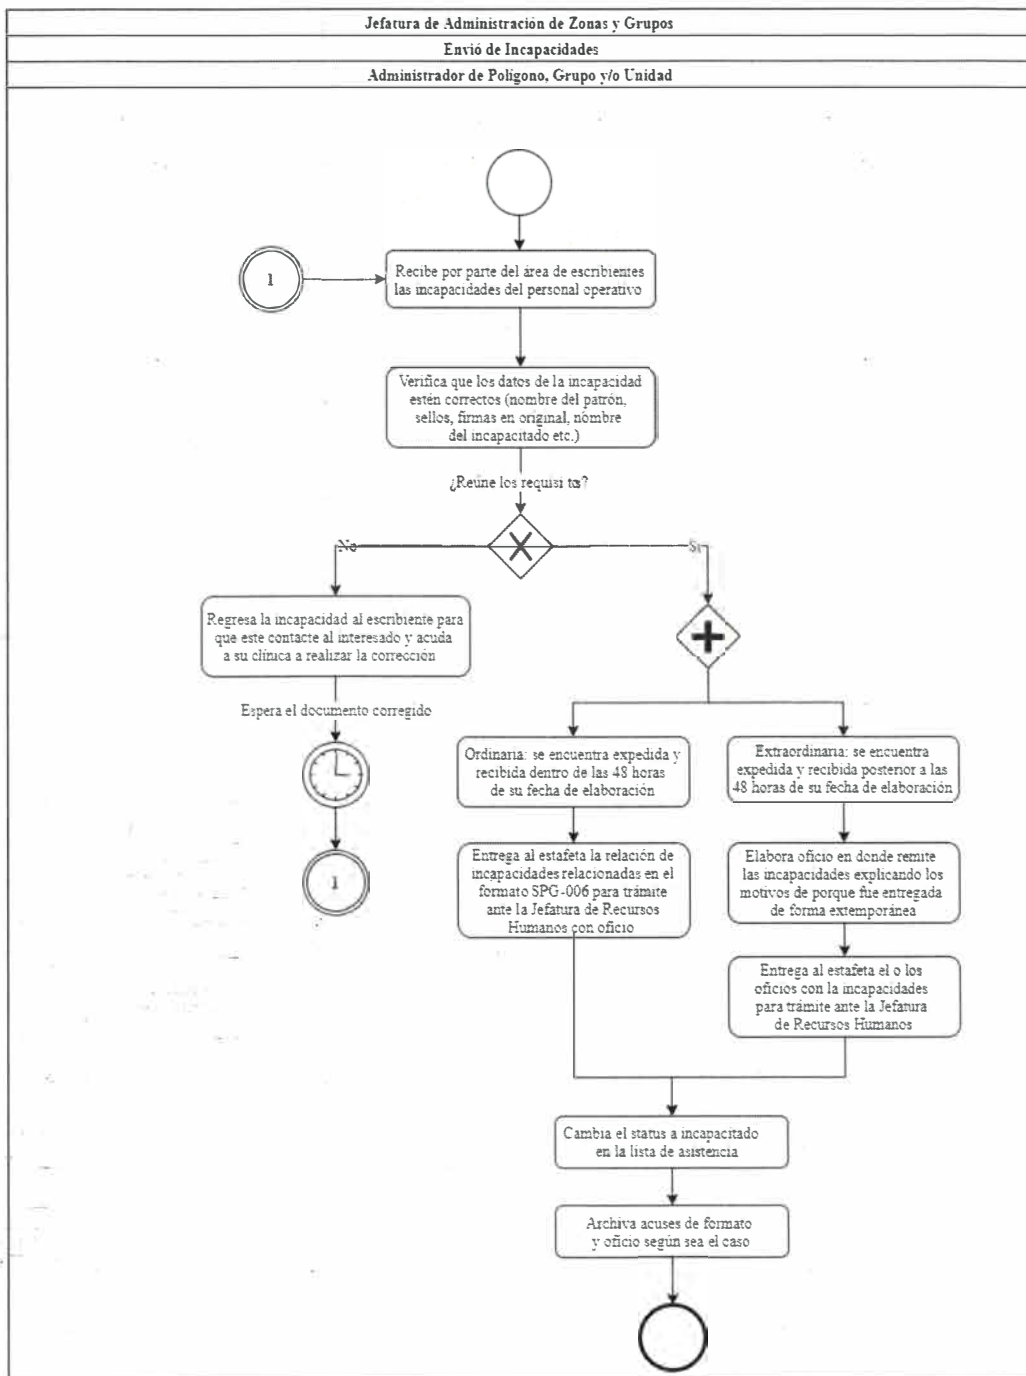 Jefatura de Administración de Zonas y Grupos
Envió de Incapacidades
Administrador de Polígono, Grupo y/o Unidad
1
Recibe por parte del área de escribientes
las incapacidades del personal operativo
Verifica que los datos de la incapacidad
estén correctos (nombre del patrón,
sellos, firmas en original, nombre
del incapacitado etc.)
¿Reúne los requisitos?
No
Si
Regresa la incapacidad al escribiente para
que este contacte al interesado y acuda
a su clínica a realizar la corrección
Espera el documento corregido
1
Ordinaria: se encuentra expedida y
recibida dentro de las 48 horas
de su fecha de elaboración
Extraordinaria: se encuentra
expedida y recibida posterior a las
48 horas de su fecha de elaboración
Entrega al estafeta la relación de
incapacidades relacionadas en el
formato SPG-006 para trámite
ante la Jefatura de Recursos
Humanos con oficio
Elabora oficio en donde remite
las incapacidades explicando los
motivos de porque fue entregada
de forma extemporánea
Entrega al estafeta el o los
oficios con la incapacidades
para trámite ante la Jefatura
de Recursos Humanos
Cambia el status a incapacitado
en la lista de asistencia
Archiva acuses de formato
y oficio según sea el caso